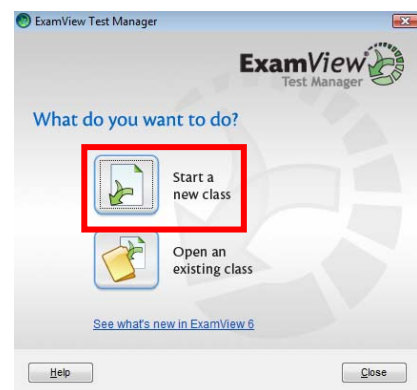 ExamView Test Manager
ExamView
Test Manager
What do you want to do?
Start a
new class
Open an
existing class
See what's new in ExamView 6
Help
Close